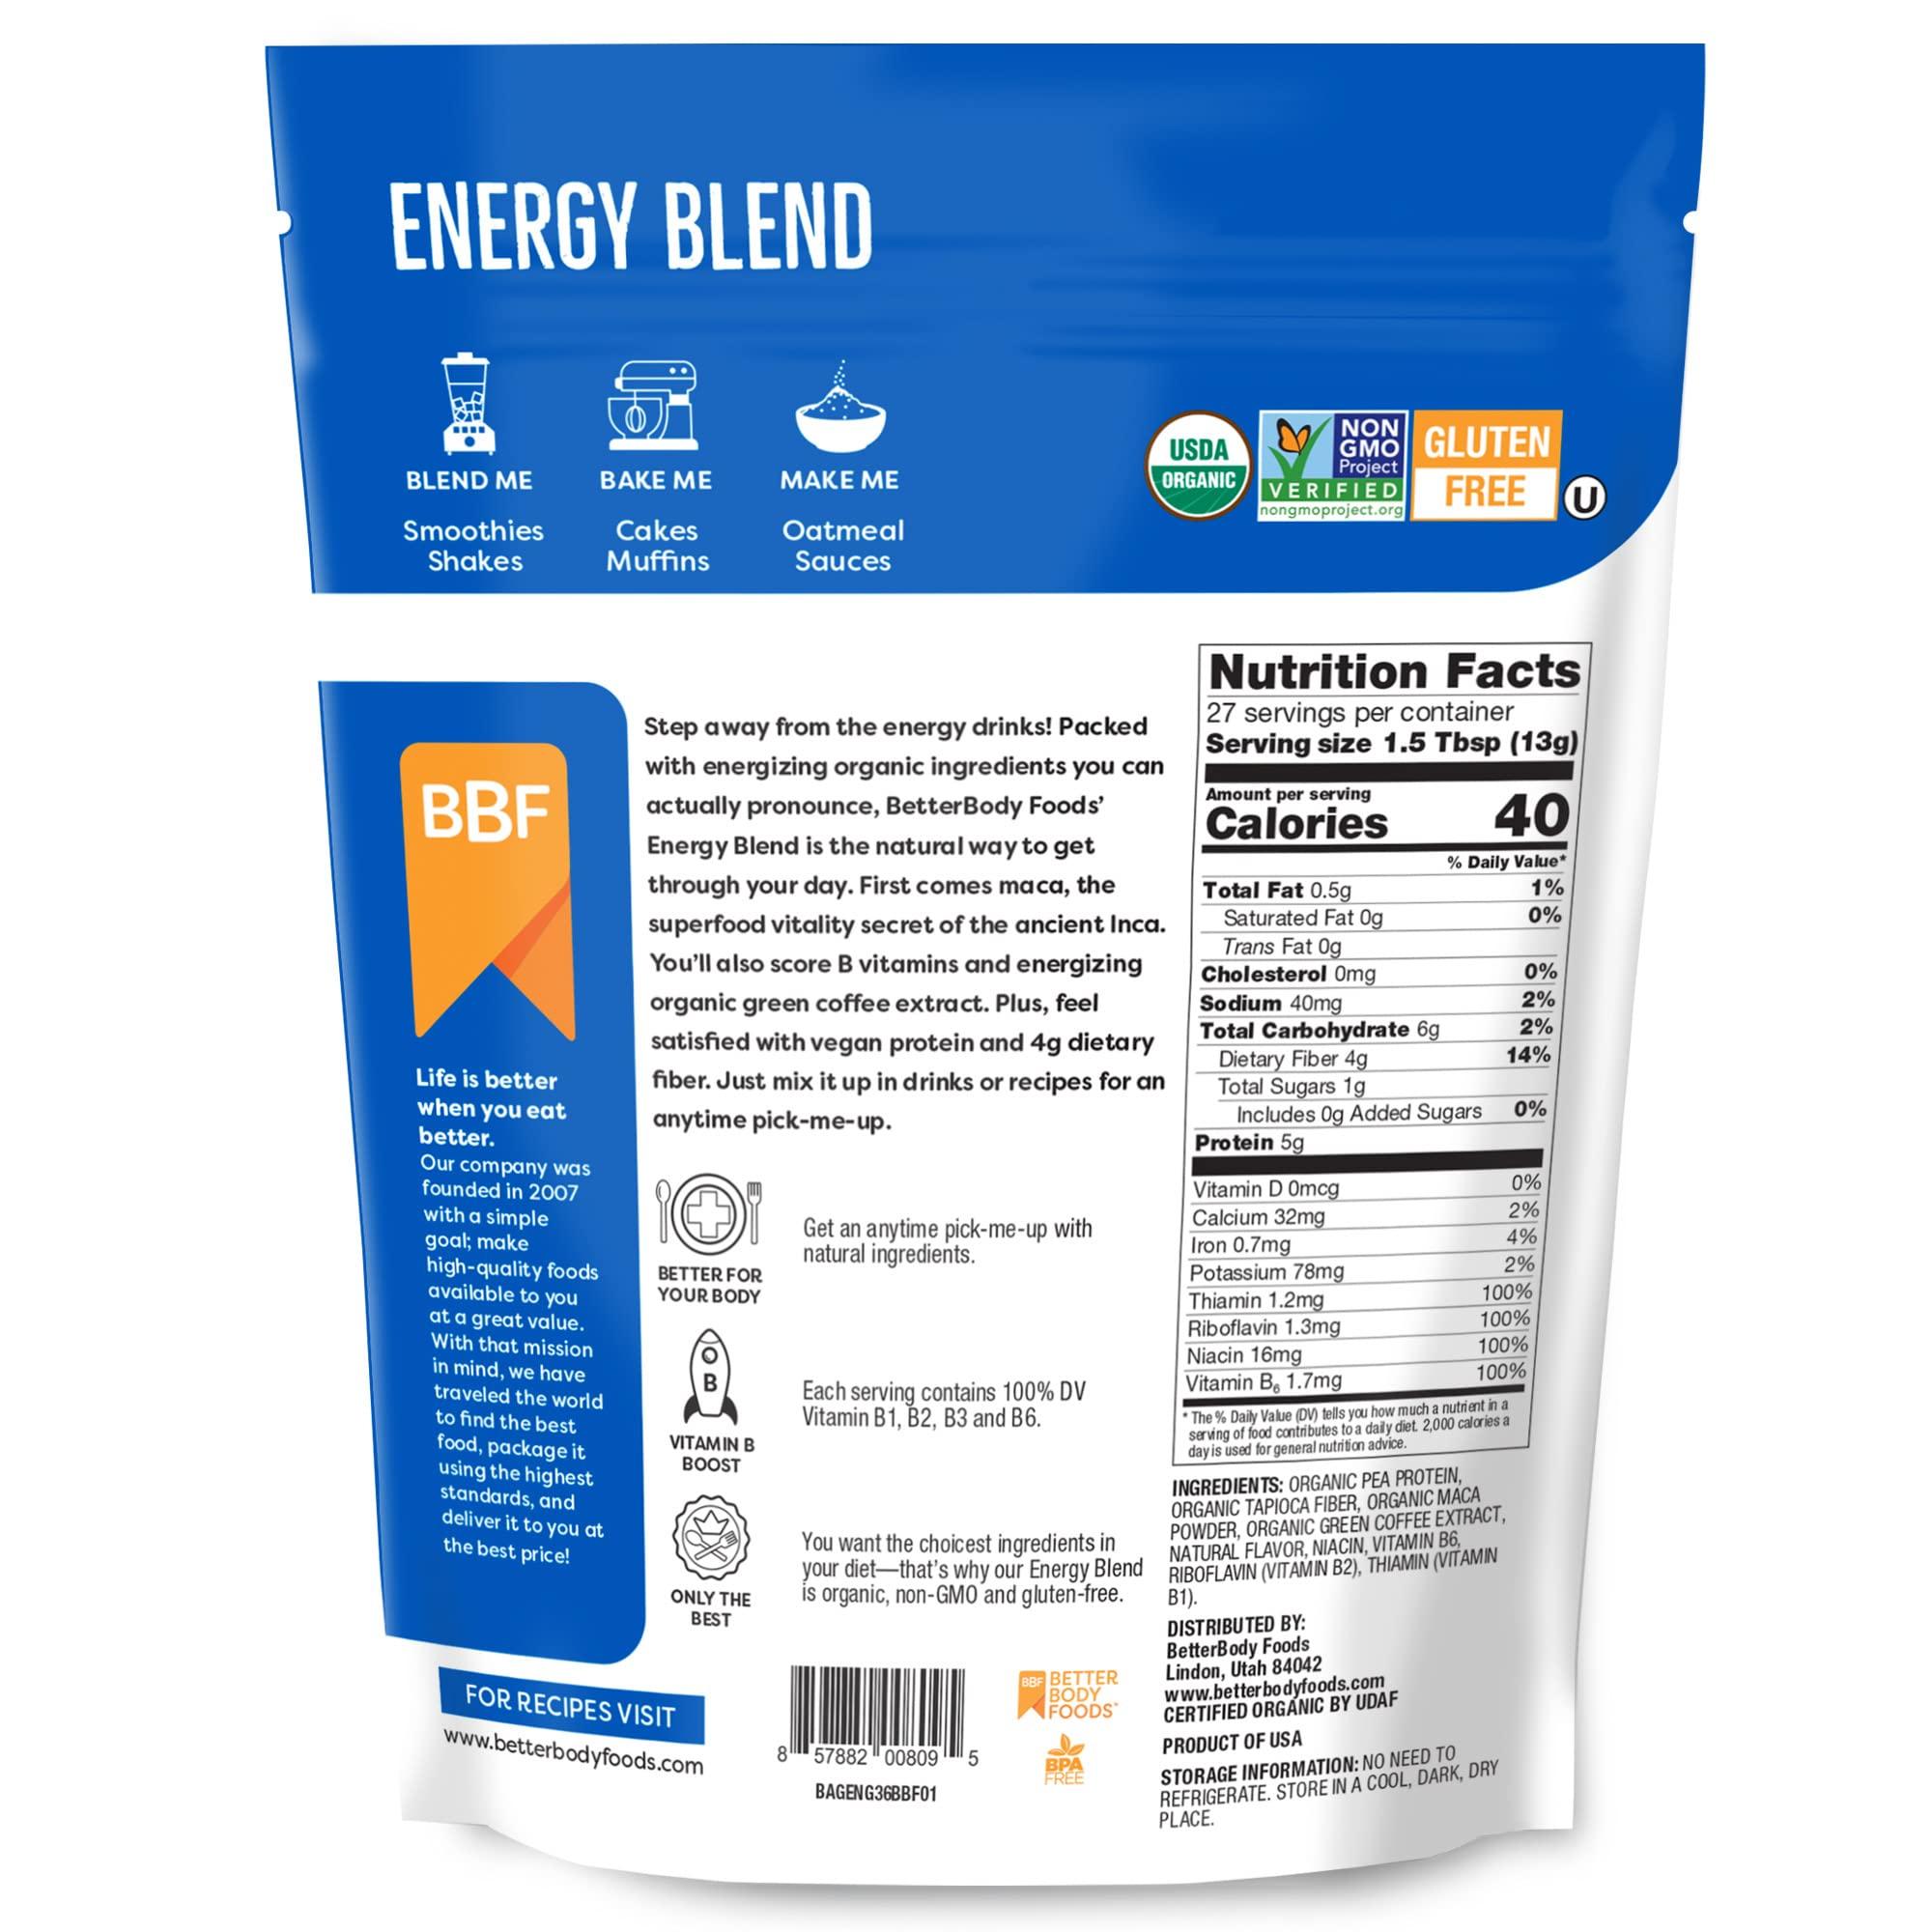 ENERGY BLEND
BLEND ME
Smoothies
Shakes
BAKE ME
Cakes
Muffins
MAKE ME
Oatmeal
Sauces
USDA
ORGANIC
NON
GMO
Project
VERIFIED
nongmoproject.org
GLUTEN
FREE
U
BBF
Life is better
when you eat
better.
Our company was
founded in 2007
with a simple
goal; make
high-quality foods
available to you
at a great value.
With that mission
in mind, we have
traveled the world
to find the best
food, package it
using the highest
standards, and
deliver it to you at
the best price!
FOR RECIPES VISIT
www.betterbodyfoods.com
Step away from the energy drinks! Packed
with energizing organic ingredients you can
actually pronounce, BetterBody Foods’
Energy Blend is the natural way to get
through your day. First comes maca, the
superfood vitality secret of the ancient Inca.
You’ll also score B vitamins and energizing
organic green coffee extract. Plus, feel
satisfied with vegan protein and 4g dietary
fiber. Just mix it up in drinks or recipes for an
anytime pick-me-up.
BETTER FOR
YOUR BODY
Get an anytime pick-me-up with
natural ingredients.
B
VITAMIN B
BOOST
Each serving contains 100% DV
Vitamin B1, B2, B3 and B6.
ONLY THE
BEST
You want the choicest ingredients in
your diet—that’s why our Energy Blend
is organic, non-GMO and gluten-free.
8 57882 00809 5
BAGENG36BBF01
BBF
BETTER
BODY
FOODS™
BPA
FREE
Nutrition Facts
27 servings per container
Serving size 1.5 Tbsp (13g)
Amount per serving
Calories 40
% Daily Value*
Total Fat 0.5g 1%
Saturated Fat 0g 0%
Trans Fat 0g
Cholesterol 0mg 0%
Sodium 40mg 2%
Total Carbohydrate 6g 2%
Dietary Fiber 4g 14%
Total Sugars 1g
Includes 0g Added Sugars 0%
Protein 5g
Vitamin D 0mcg 0%
Calcium 32mg 2%
Iron 0.7mg 4%
Potassium 78mg 2%
Thiamin 1.2mg 100%
Riboflavin 1.3mg 100%
Niacin 16mg 100%
Vitamin B₆ 1.7mg 100%
* The % Daily Value (DV) tells you how much a nutrient in a
serving of food contributes to a daily diet. 2,000 calories a
day is used for general nutrition advice.
INGREDIENTS: ORGANIC PEA PROTEIN,
ORGANIC TAPIOCA FIBER, ORGANIC MACA
POWDER, ORGANIC GREEN COFFEE EXTRACT,
NATURAL FLAVOR, NIACIN, VITAMIN B6,
RIBOFLAVIN (VITAMIN B2), THIAMIN (VITAMIN
B1).
DISTRIBUTED BY:
BetterBody Foods
Lindon, Utah 84042
www.betterbodyfoods.com
CERTIFIED ORGANIC BY UDAF
PRODUCT OF USA
STORAGE INFORMATION: NO NEED TO
REFRIGERATE. STORE IN A COOL, DARK, DRY
PLACE.